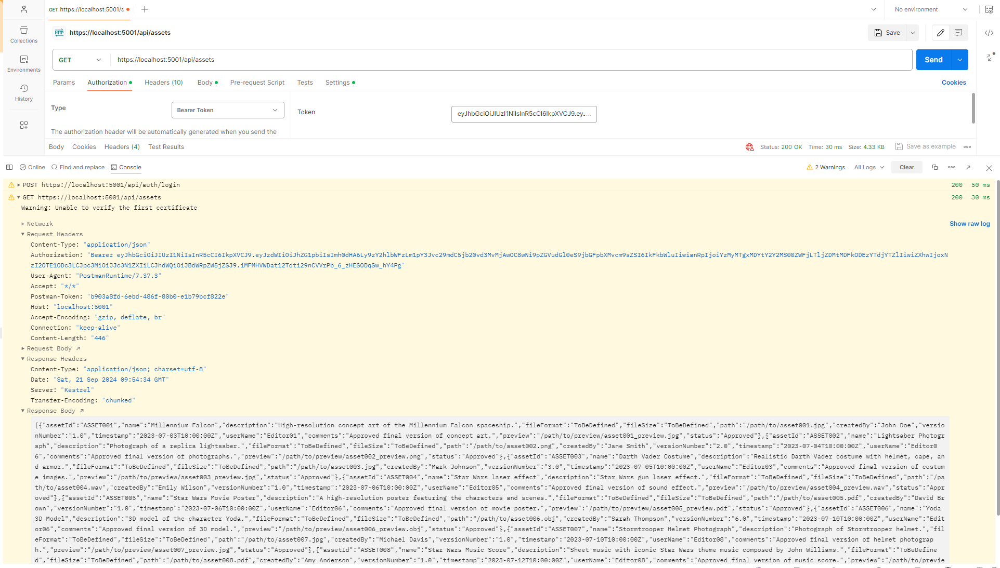 GET https://localhost:5001/a
No environment
Collections
Environments
History
HTTP https://localhost:5001/api/assets
Save
GET https://localhost:5001/api/assets
Send
Params Authorization Headers (10) Body Pre-request Script Tests Settings Cookies
Type Bearer Token
Token eyJhbGciOiJIUzI1NiIsInR5cCI6IkpXVCJ9.ey...
The authorization header will be automatically generated when you send the
Body Cookies Headers (4) Test Results Status: 200 OK Time: 30 ms Size: 4.33 KB Save as example
Online Find and replace Console 2 Warnings All Logs Clear
POST https://localhost:5001/api/auth/login 200 50 ms
GET https://localhost:5001/api/assets 200 30 ms
Warning: Unable to verify the first certificate
Network Show raw log
Request Headers
Content-Type: "application/json"
Authorization: "Bearer eyJhbGciOiJIUzI1NiIsInR5cCI6IkpXVCJ9.eyJzdWIiOiJhZG1pbiIsImh0dHA6Ly9zY2hlbWFzLm1pY3Jvc29mdC5jb20vd3MvMjAwOC8wNi9pZGVudGl0eS9jbGFpbXMvcm9sZSI6IkFkbWluIiwianRpIjoiYzMyMTgxMDYtY2Y2MS00ZWFjLTljZDMtMDFkODEzYTdjYTZlIiwiZXhwIjoxN
zI2OTE1ODc3LCJpc3MiOiJJc3N1ZXIiLCJhdWQiOiJBdWRpZW5jZSJ9.iMFMHVWDat12Tdti29nCVVrPb_6_zHESODqSw_hY4Pg"
User-Agent: "PostmanRuntime/7.37.3"
Accept: "*/*"
Postman-Token: "b903a8fd-6ebd-486f-80b0-e1b79bcf822e"
Host: "localhost:5001"
Accept-Encoding: "gzip, deflate, br"
Connection: "keep-alive"
Content-Length: "446"
Request Body
Response Headers
Content-Type: "application/json; charset=utf-8"
Date: "Sat, 21 Sep 2024 09:54:34 GMT"
Server: "Kestrel"
Transfer-Encoding: "chunked"
Response Body
[{"assetId":"ASSET001","name":"Millennium Falcon","description":"High-resolution concept art of the Millennium Falcon spaceship.","fileFormat":"ToBeDefined","fileSize":"ToBeDefined","path":"/path/to/asset001.jpg","createdBy":"John Doe","versio
nNumber":"1.0","timestamp":"2023-07-03T10:00:00Z","userName":"Editor01","comments":"Approved final version of concept art.","preview":"/path/to/preview/asset001_preview.jpg","status":"Approved"},{"assetId":"ASSET002","name":"Lightsaber Photogr
aph","description":"Photograph of a replica lightsaber.","fileFormat":"ToBeDefined","fileSize":"ToBeDefined","path":"/path/to/asset002.png","createdBy":"Jane Smith","versionNumber":"2.0","timestamp":"2023-07-04T10:00:00Z","userName":"Editor0
6","comments":"Approved final version of photographs.","preview":"/path/to/preview/asset002_preview.png","status":"Approved"},{"assetId":"ASSET003","name":"Darth Vader Costume","description":"Realistic Darth Vader costume with helmet, cape, an
d armor.","fileFormat":"ToBeDefined","fileSize":"ToBeDefined","path":"/path/to/asset003.jpg","createdBy":"Mark Johnson","versionNumber":"3.0","timestamp":"2023-07-05T10:00:00Z","userName":"Editor03","comments":"Approved final version of costum
e images.","preview":"/path/to/preview/asset003_preview.jpg","status":"Approved"},{"assetId":"ASSET004","name":"Star Wars laser effect","description":"Star Wars gun laser effect.","fileFormat":"ToBeDefined","fileSize":"ToBeDefined","path":"/pa
th/to/asset004.wav","createdBy":"Emily Wilson","versionNumber":"1.0","timestamp":"2023-07-06T10:00:00Z","userName":"Editor05","comments":"Approved final version of sound effect.","preview":"/path/to/preview/asset004_preview.wav","status":"Appr
oved"},{"assetId":"ASSET005","name":"Star Wars Movie Poster","description":"A high-resolution poster featuring the characters and scenes.","fileFormat":"ToBeDefined","fileSize":"ToBeDefined","path":"/path/to/asset005.pdf","createdBy":"David Br
own","versionNumber":"1.0","timestamp":"2023-07-06T10:00:00Z","userName":"Editor06","comments":"Approved final version of movie poster.","preview":"/path/to/preview/asset005_preview.pdf","status":"Approved"},{"assetId":"ASSET006","name":"Yoda
3D Model","description":"3D model of the character Yoda.","fileFormat":"ToBeDefined","fileSize":"ToBeDefined","path":"/path/to/asset006.obj","createdBy":"Sarah Thompson","versionNumber":"6.0","timestamp":"2023-07-10T10:00:00Z","userName":"Edit
or06","comments":"Approved final version of 3D model.","preview":"/path/to/preview/asset006_preview.obj","status":"Approved"},{"assetId":"ASSET007","name":"Stormtrooper Helmet Photograph","description":"Photograph of Stormtrooper helmet.","fil
eFormat":"ToBeDefined","fileSize":"ToBeDefined","path":"/path/to/asset007.jpg","createdBy":"Michael Davis","versionNumber":"1.0","timestamp":"2023-07-10T10:00:00Z","userName":"Editor08","comments":"Approved final version of helmet photograp
h.","preview":"/path/to/preview/asset007_preview.jpg","status":"Approved"},{"assetId":"ASSET008","name":"Star Wars Music Score","description":"Sheet music with iconic Star Wars theme music composed by John Williams.","fileFormat":"ToBeDefine
d","fileSize":"ToBeDefined","path":"/path/to/asset008.pdf","createdBy":"Amy Anderson","versionNumber":"1.0","timestamp":"2023-07-12T10:00:00Z","userName":"Editor08","comments":"Approved final version of music score.","preview":"/path/to/previe